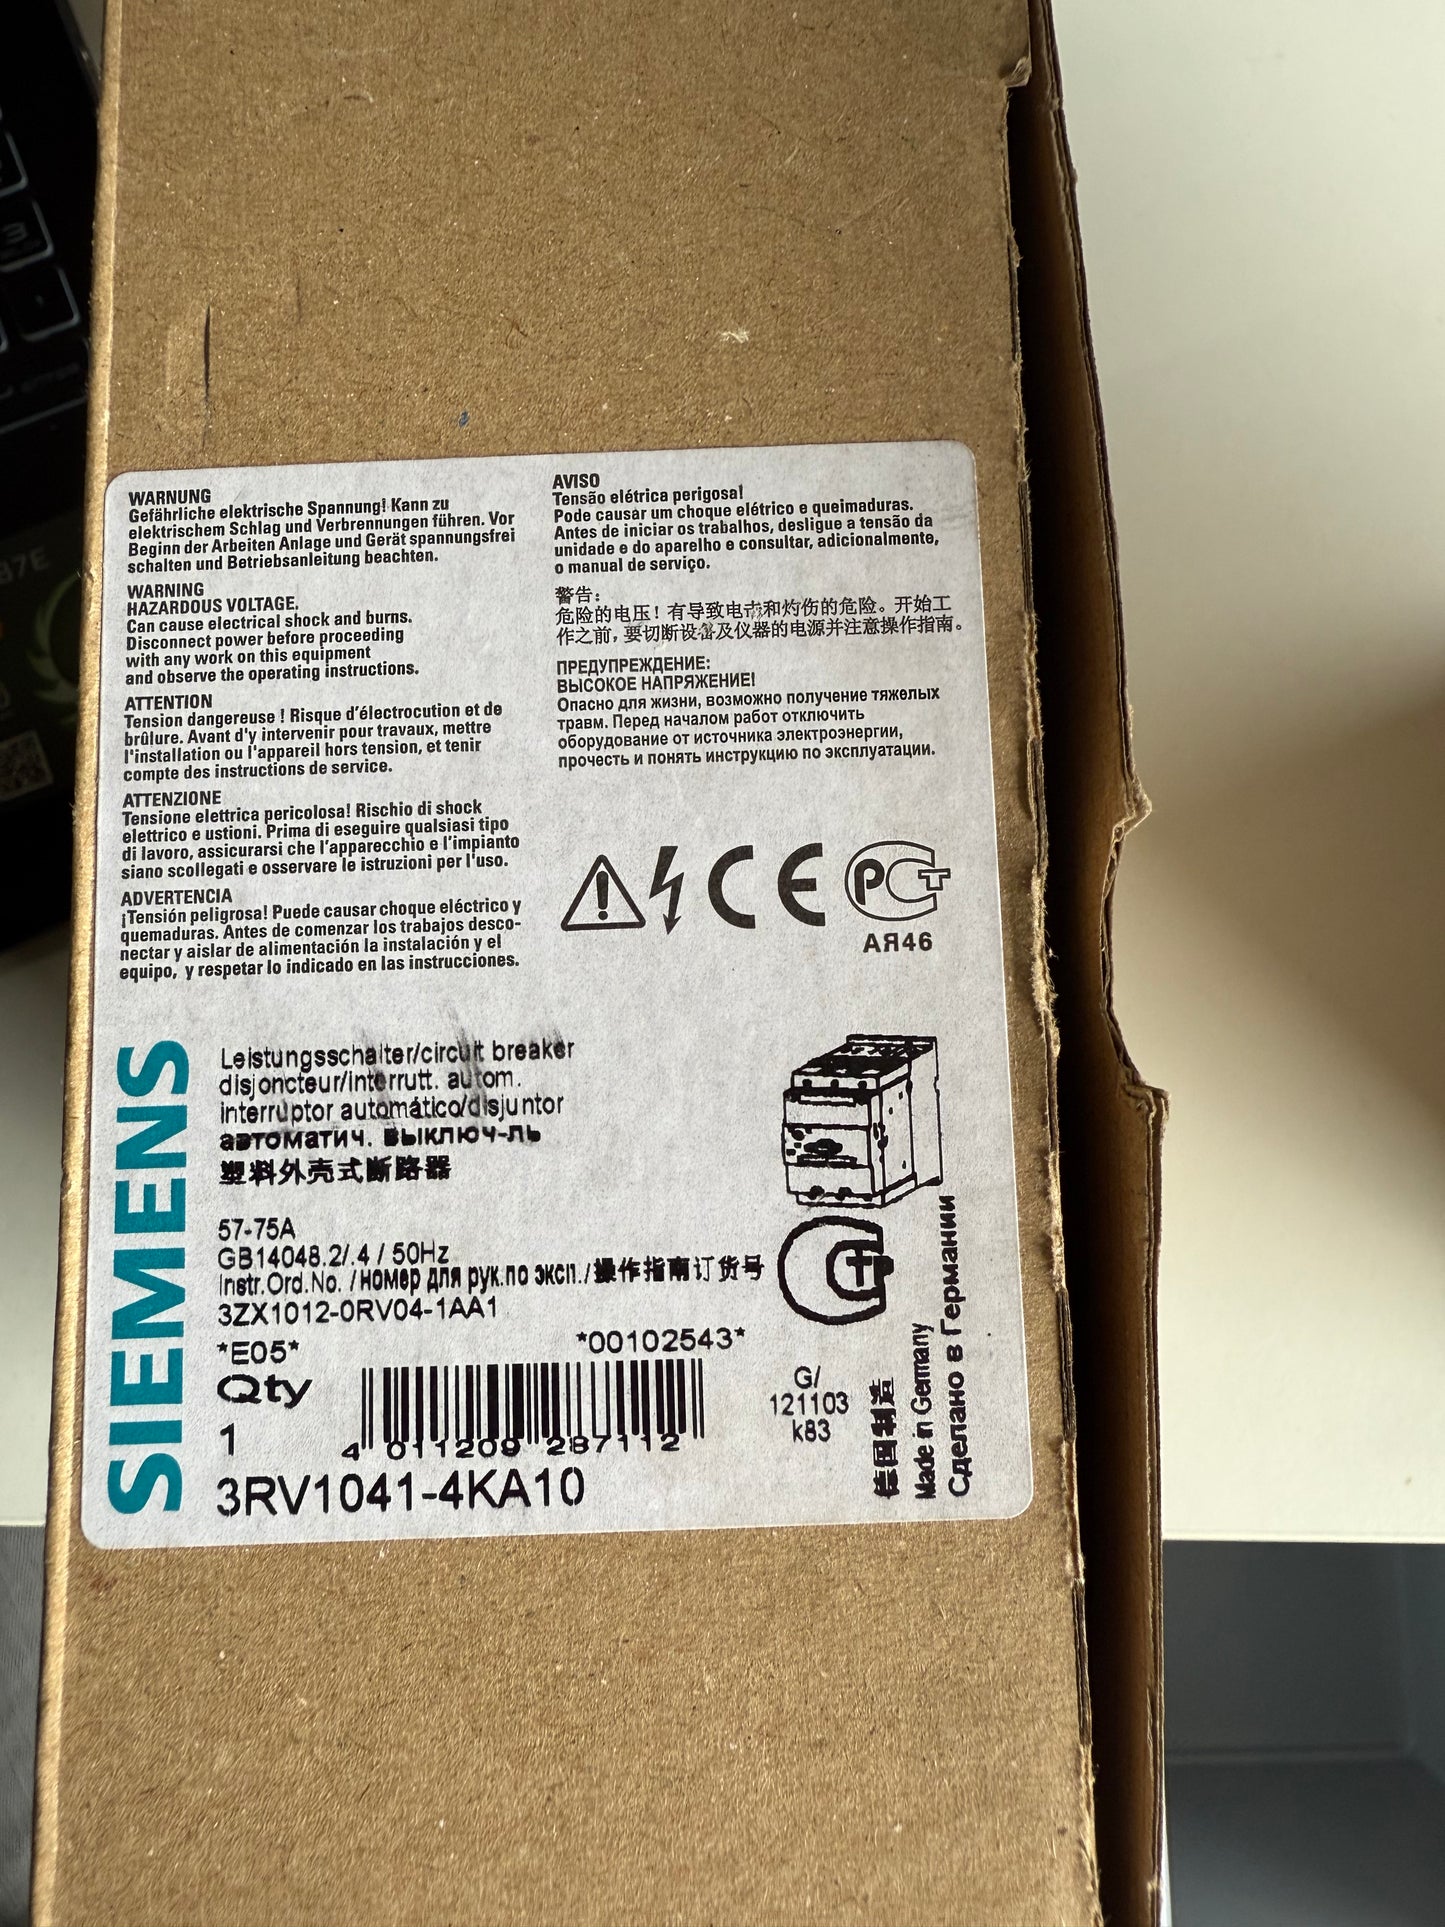 WARNUNG
Gefährliche elektrische Spannung! Kann zu
elektrischem Schlag und Verbrennungen führen. Vor
Beginn der Arbeiten Anlage und Gerät spannungsfrei
schalten und Betriebsanleitung beachten.
WARNING
HAZARDOUS VOLTAGE.
Can cause electrical shock and burns.
Disconnect power before proceeding
with any work on this equipment
and observe the operating instructions.
ATTENTION
Tension dangereuse ! Risque d'électrocution et de
brûlure. Avant d'y intervenir pour travaux, mettre
l'installation ou l'appareil hors tension, et tenir
compte des instructions de service.
ATTENZIONE
Tensione elettrica pericolosa! Rischio di shock
elettrico e ustioni. Prima di eseguire qualsiasi tipo
di lavoro, assicurarsi che l'apparecchio e l'impianto
siano scollegati e osservare le istruzioni per l'uso.
ADVERTENCIA
¡Tensión peligrosa! Puede causar choque eléctrico y
quemaduras. Antes de comenzar los trabajos desco-
nectar y aislar de alimentación la instalación y el
equipo, y respetar lo indicado en las instrucciones.
AVISO
Tensão elétrica perigosa!
Pode causar um choque elétrico e queimaduras.
Antes de iniciar os trabalhos, desligue a tensão da
unidade e do aparelho e consultar, adicionalmente,
o manual de serviço.
警告:
危险的电压! 有导致电击和灼伤的危险。开始工
作之前, 要切断设备及仪器的电源并注意操作指南。
ПРЕДУПРЕЖДЕНИЕ:
ВЫСОКОЕ НАПРЯЖЕНИЕ!
Опасно для жизни, возможно получение тяжелых
травм. Перед началом работ отключить
оборудование от источника электроэнергии,
прочесть и понять инструкцию по эксплуатации.
CE
РСТ
АЯ46
SIEMENS
Leistungsschalter/circuit breaker
disjoncteur/interrutt. autom.
interruptor automático/disjuntor
автоматич. выключ-ль
塑料外壳式断路器
57-75A
GB14048.2/.4 / 50Hz
Instr.Ord.No. /номер для рук.по эксп./操作指南订货号
3ZX1012-0RV04-1AA1
*E05* *00102543*
Qty
1
4 011209 287112
3RV1041-4KA10
G/
121103
k83
德国制造
Made in Germany
Сделано в Германии
3
87E